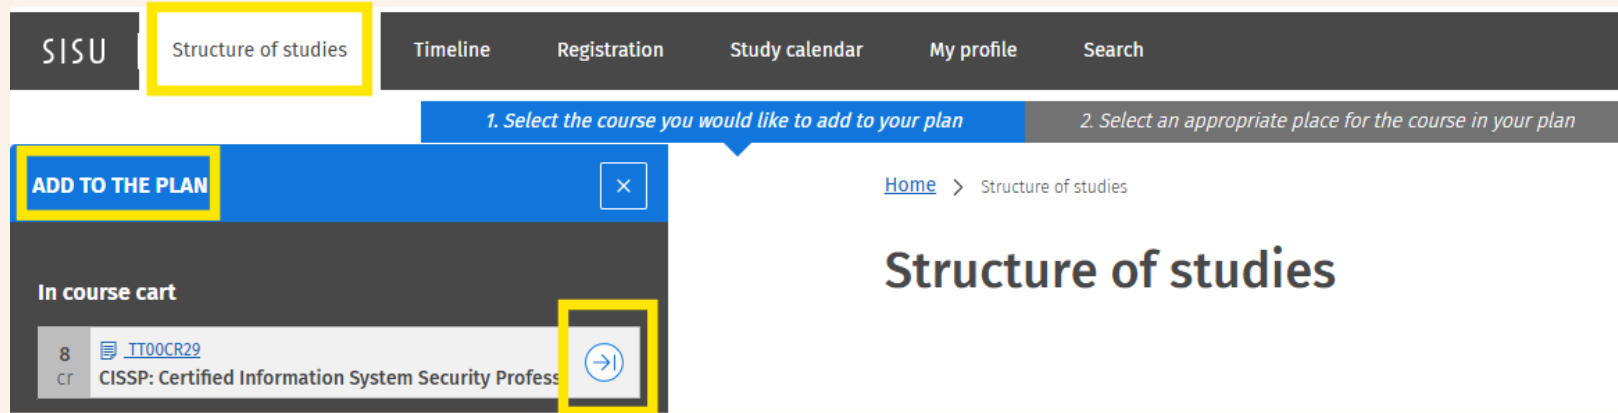 SISU Structure of studies Timeline Registration Study calendar My profile Search
1. Select the course you would like to add to your plan 2. Select an appropriate place for the course in your plan
ADD TO THE PLAN
Home > Structure of studies
Structure of studies
In course cart
8 cr
TT00CR29
CISSP: Certified Information System Security Profess